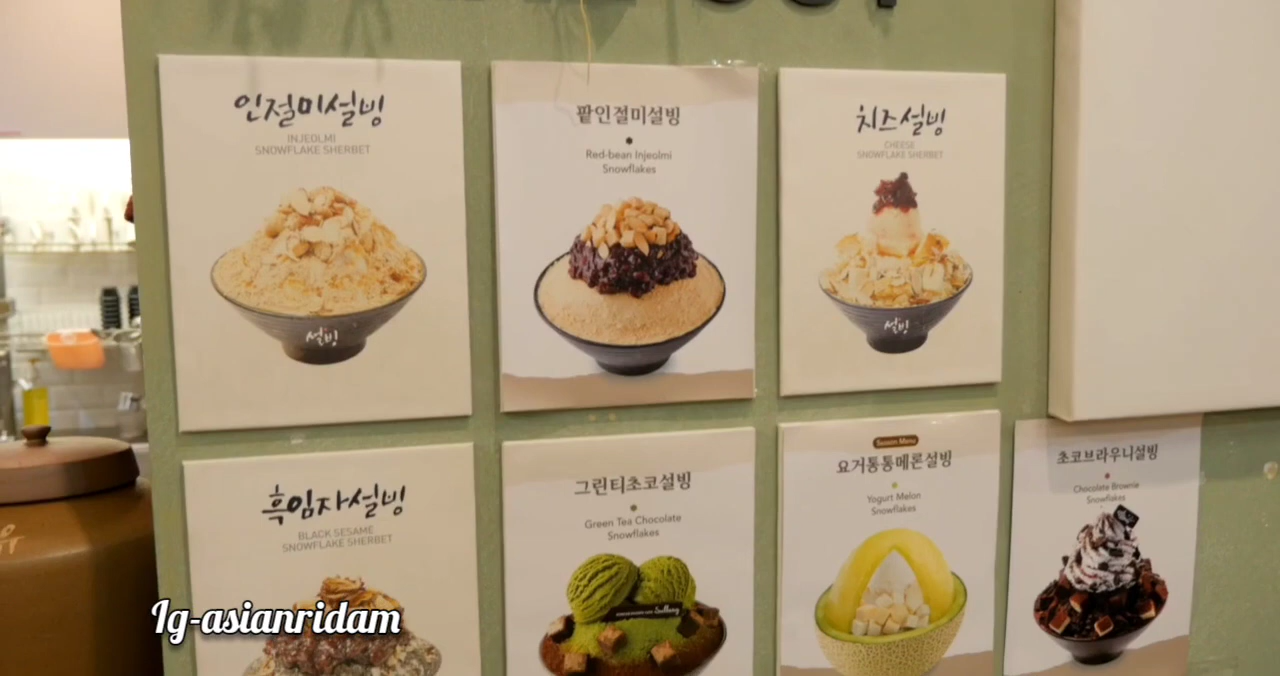 인절미설빙
INJEOLMI
SNOWFLAKE SHERBET
설빙
팥인절미설빙
Red-bean Injeolmi
Snowflakes
치즈설빙
CHEESE
SNOWFLAKE SHERBET
설빙
흑임자설빙
BLACK SESAME
SNOWFLAKE SHERBET
그린티초코설빙
Green Tea Chocolate
Snowflakes
Sulbing
Season Menu
요거통통메론설빙
Yogurt Melon
Snowflakes
초코브라우니설빙
Chocolate Brownie
Snowflakes
Ig-asianridam